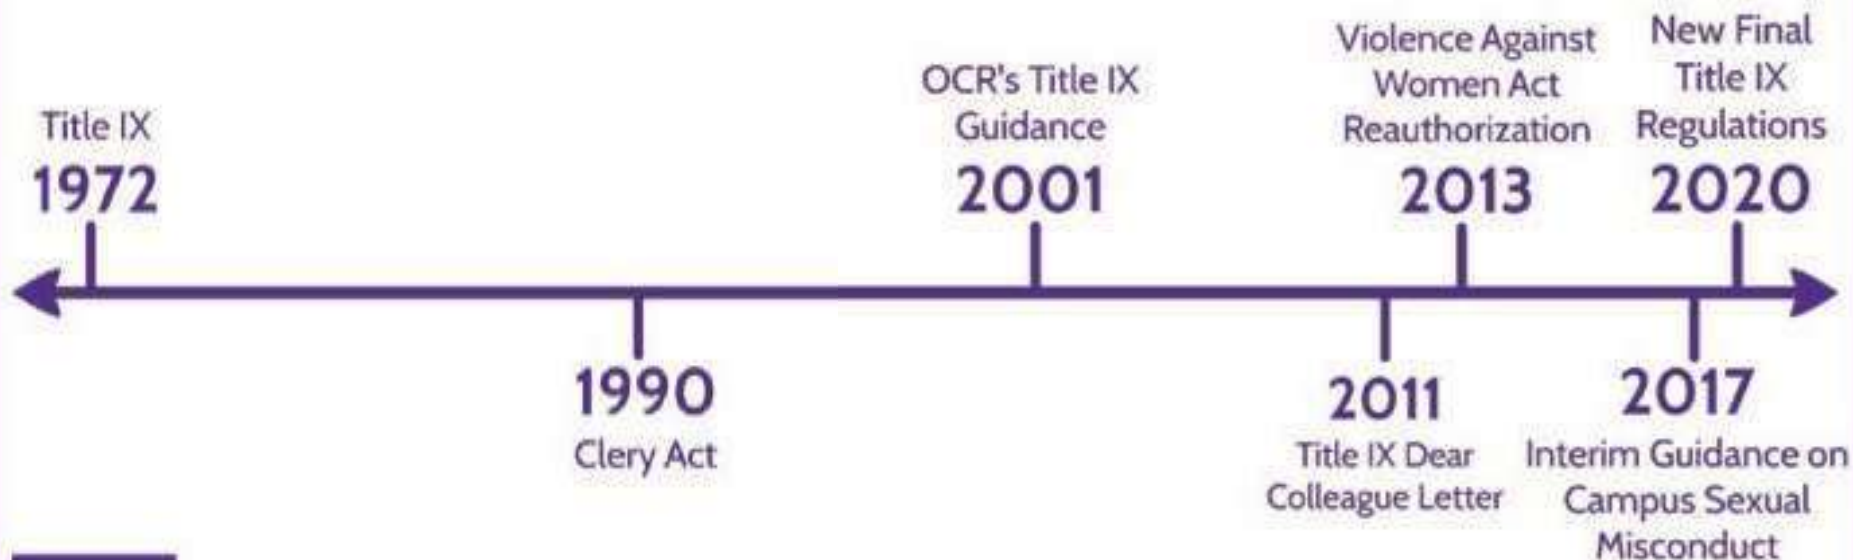 Title IX
1972
1990
Clery Act
OCR's Title IX
Guidance
2001
2011
Title IX Dear
Colleague Letter
Violence Against
Women Act
Reauthorization
2013
2017
Interim Guidance on
Campus Sexual
Misconduct
New Final
Title IX
Regulations
2020